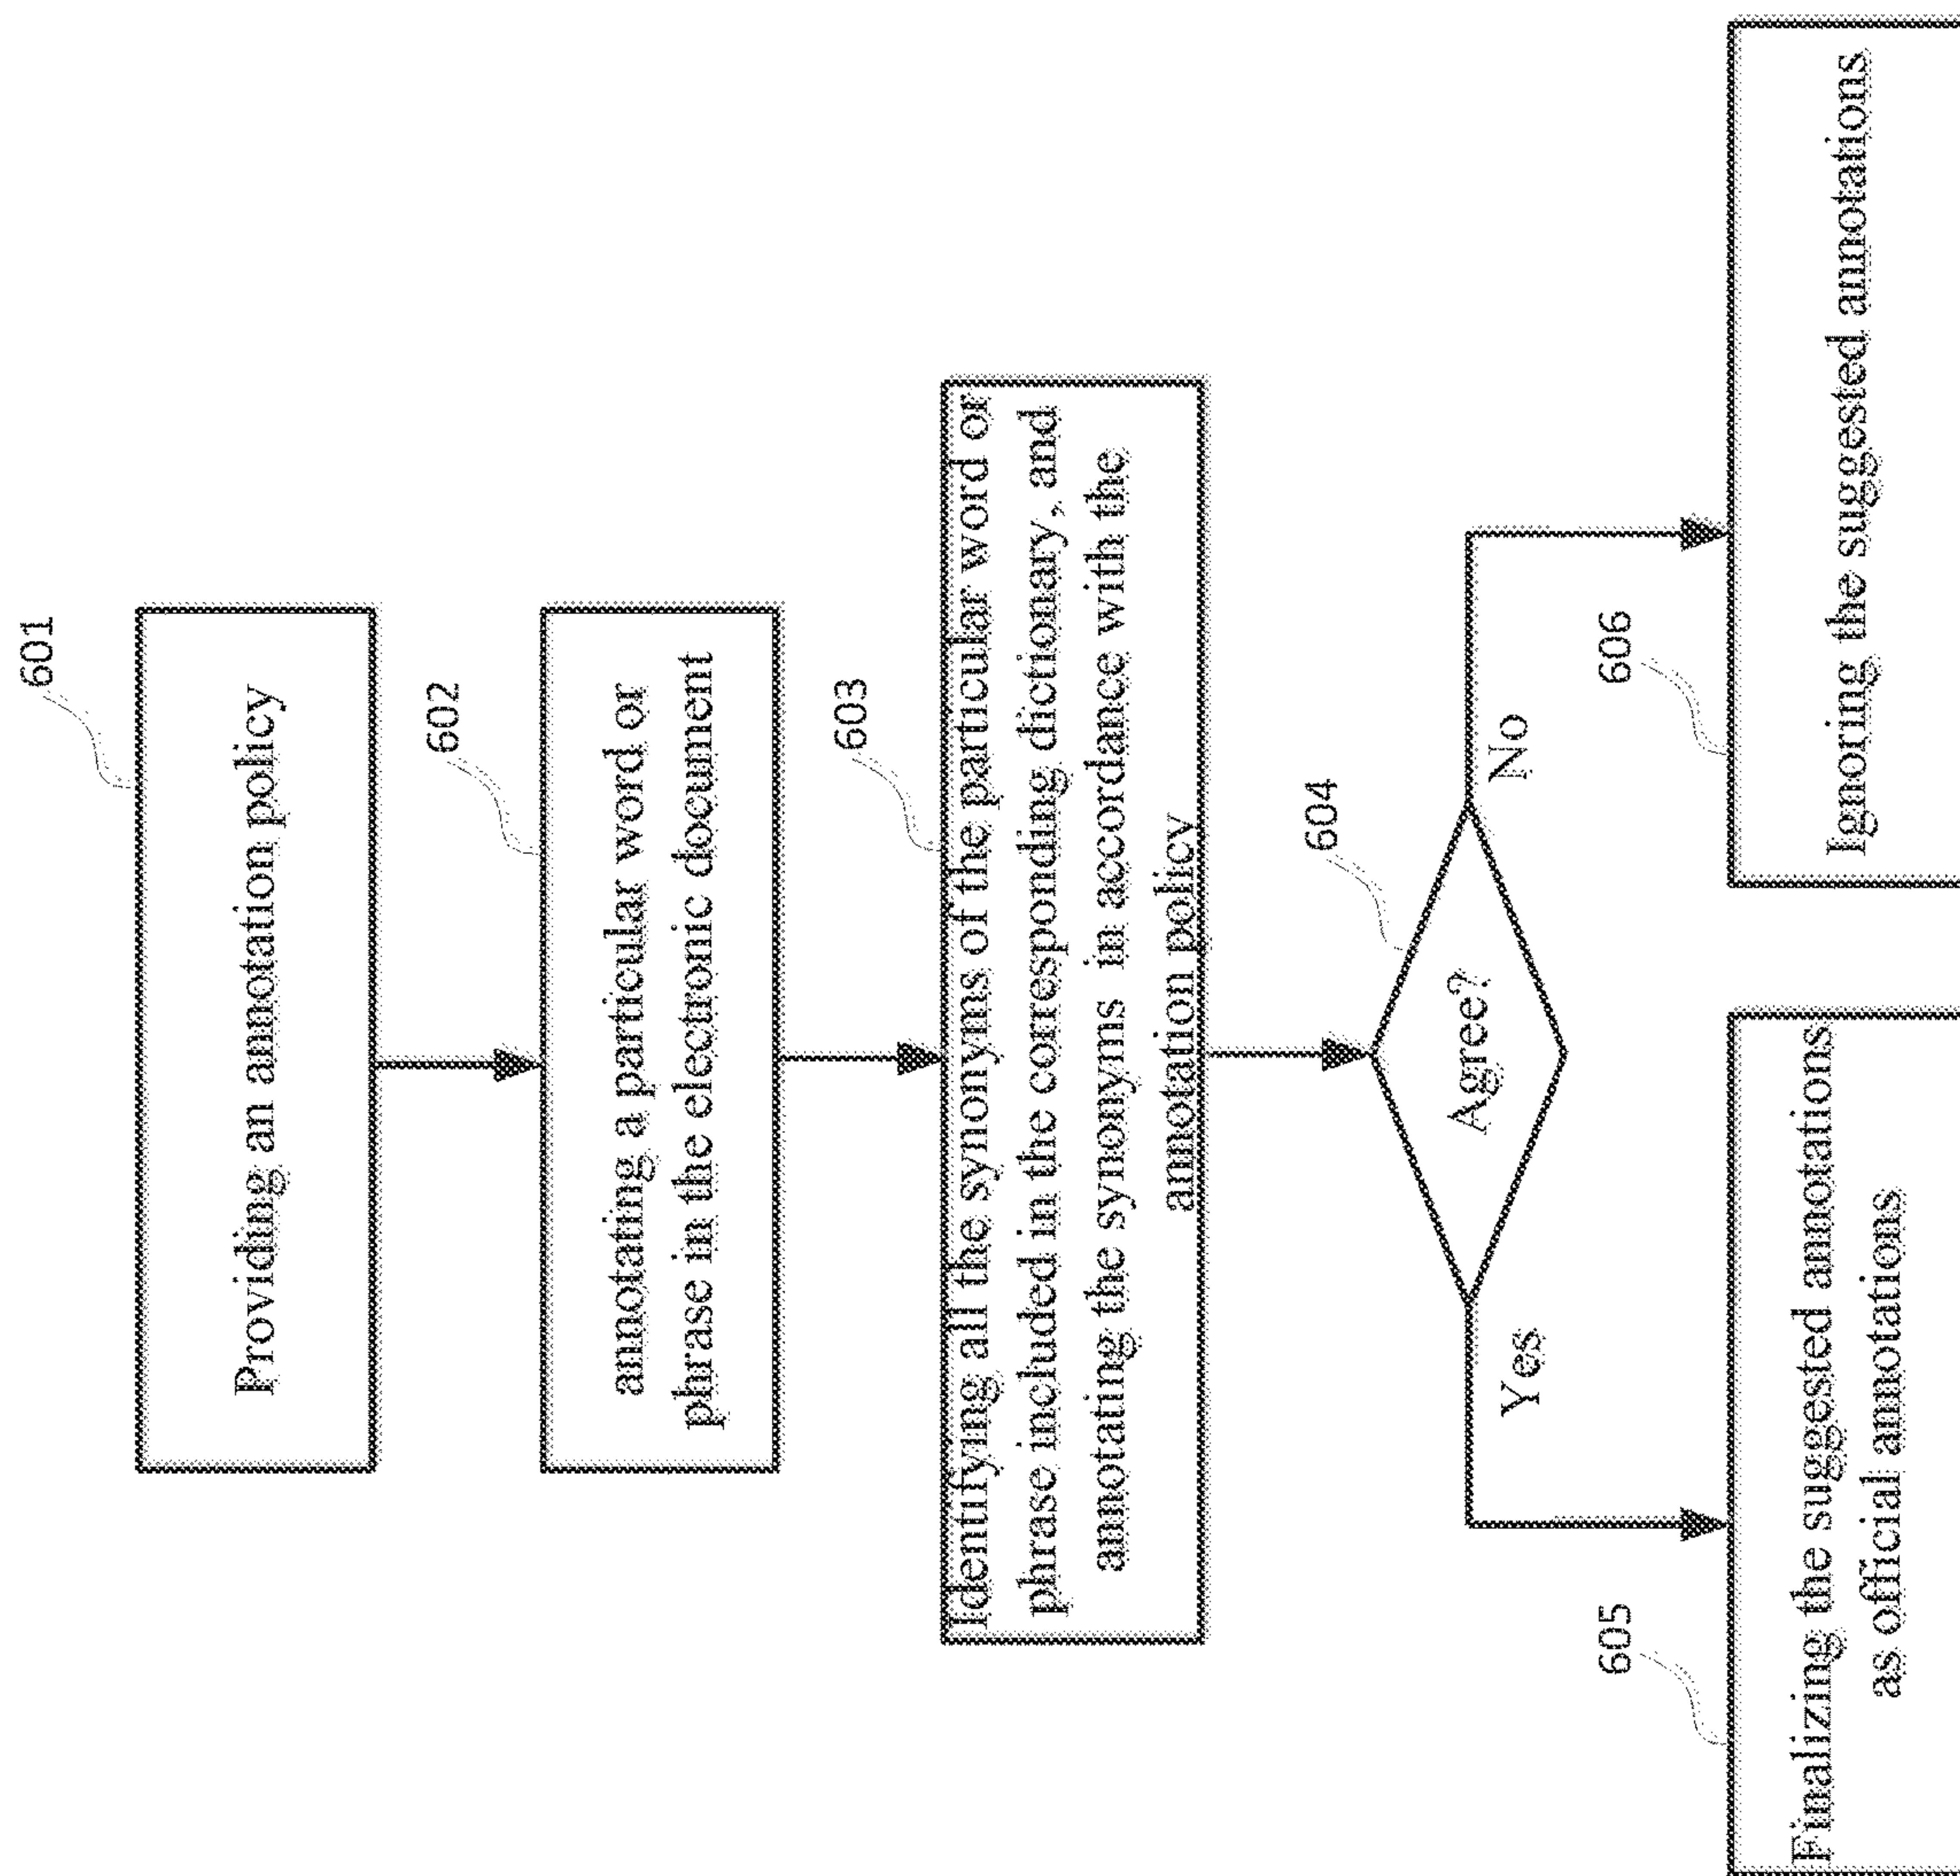 601
Providing an annotation policy
602
annotating a particular word or
phrase in the electronic document
603
Identifying all the synonyms of the particular word or
phrase included in the corresponding dictionary, and
annotating the synonyms in accordance with the
annotation policy
604
Agree?
Yes
No
605
Finalizing the suggested annotations
as official annotations
606
Ignoring the suggested annotations